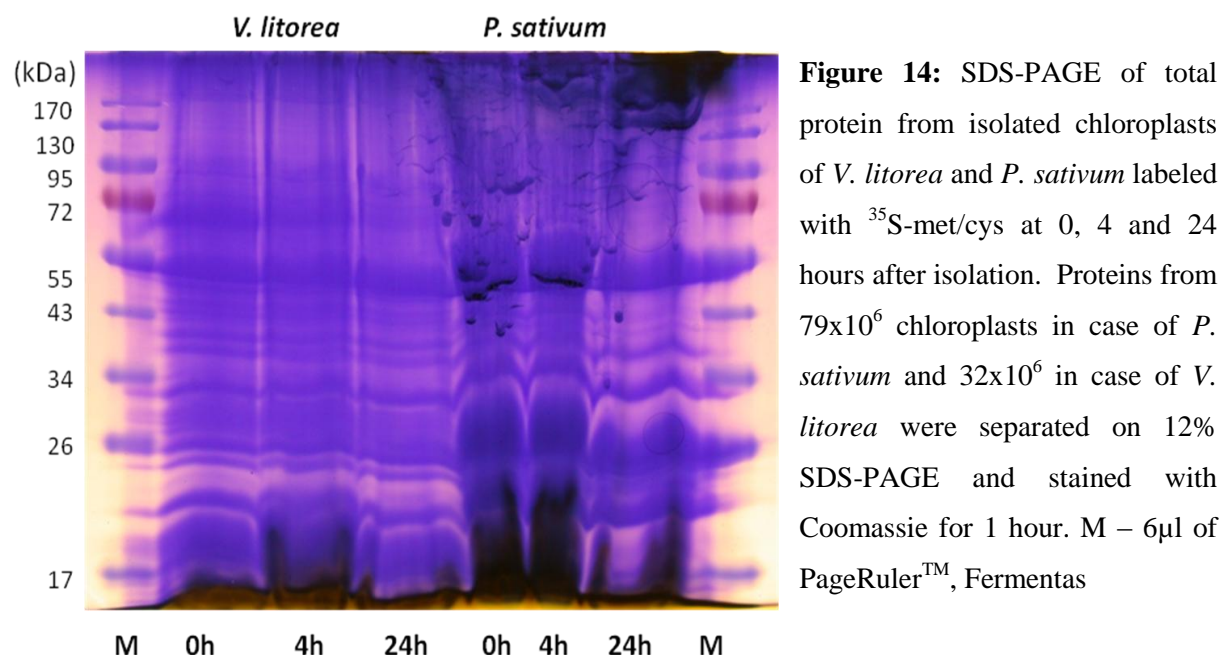 V. litorea P. sativum
(kDa)
170
130
95
72
55
43
34
26
17
M 0h 4h 24h 0h 4h 24h M
Figure 14: SDS-PAGE of total
protein from isolated chloroplasts
of V. litorea and P. sativum labeled
with ³⁵S-met/cys at 0, 4 and 24
hours after isolation. Proteins from
79x10⁶ chloroplasts in case of P.
sativum and 32x10⁶ in case of V.
litorea were separated on 12%
SDS-PAGE and stained with
Coomassie for 1 hour. M – 6μl of
PageRuler™, Fermentas